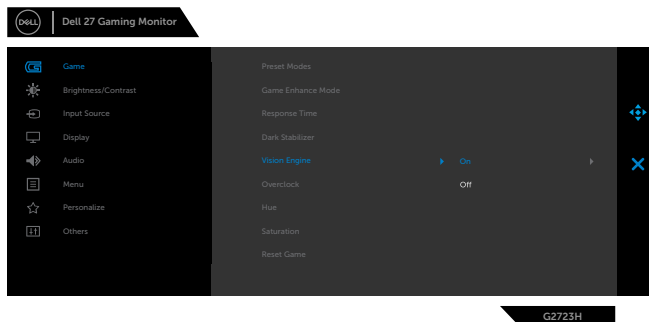 DELL
Dell 27 Gaming Monitor
Game
Preset Modes
Brightness/Contrast
Game Enhance Mode
Input Source
Response Time
Display
Dark Stabilizer
Audio
Vision Engine
On
Menu
Overclock
Off
Personalize
Hue
Others
Saturation
Reset Game
G2723H